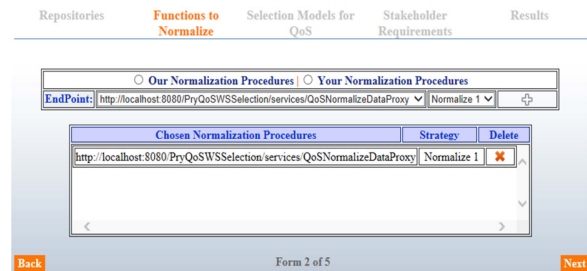 Repositories
Functions to Normalize
Selection Models for QoS
Stakeholder Requirements
Results
Our Normalization Procedures | Your Normalization Procedures
EndPoint: http://localhost:8080/PryQoSWSSelection/services/QoSNormalizeDataProxy Normalize 1
Chosen Normalization Procedures Strategy Delete
http://localhost:8080/PryQoSWSSelection/services/QoSNormalizeDataProxy Normalize 1
Back Form 2 of 5 Next